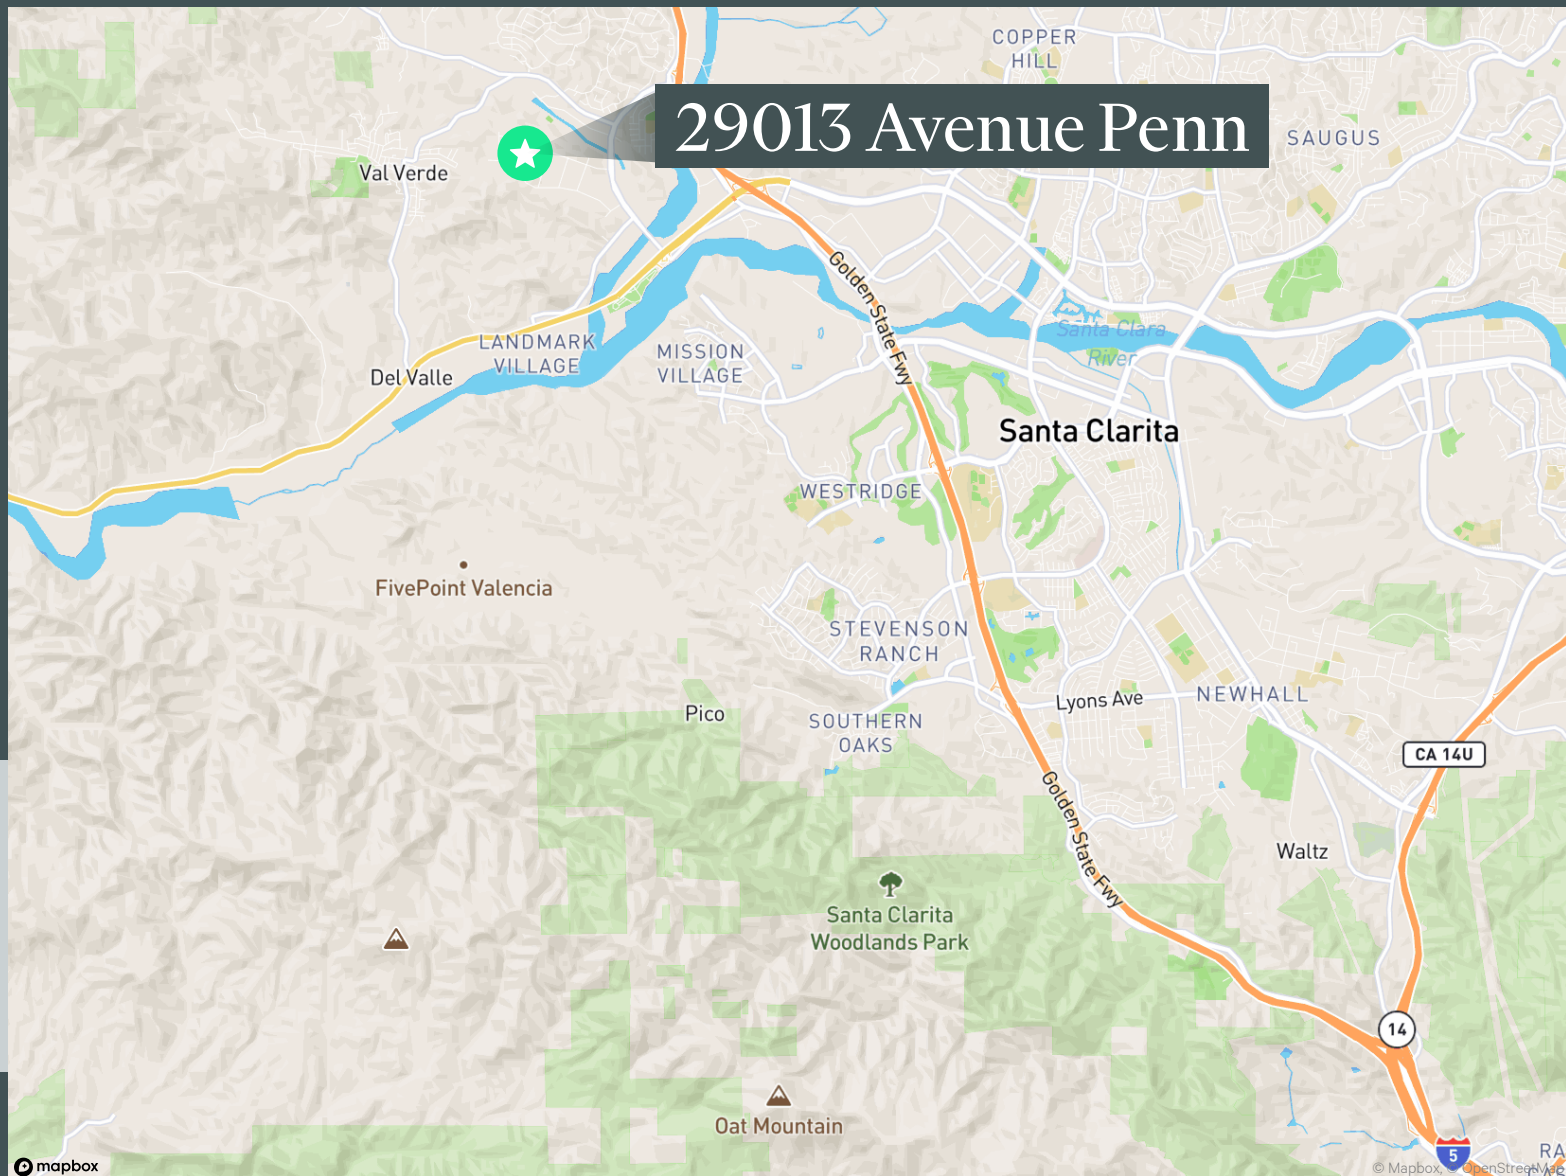 COPPER
HILL
29013 Avenue Penn
SAUGUS
Val Verde
Golden State Fwy
Santa Clara
River
LANDMARK
VILLAGE
MISSION
VILLAGE
Del Valle
Santa Clarita
WESTRIDGE
FivePoint Valencia
STEVENSON
RANCH
Lyons Ave
NEWHALL
Pico
SOUTHERN
OAKS
CA 14U
Golden State Fwy
Waltz
Santa Clarita
Woodlands Park
14
Oat Mountain
5
mapbox
© Mapbox, ©